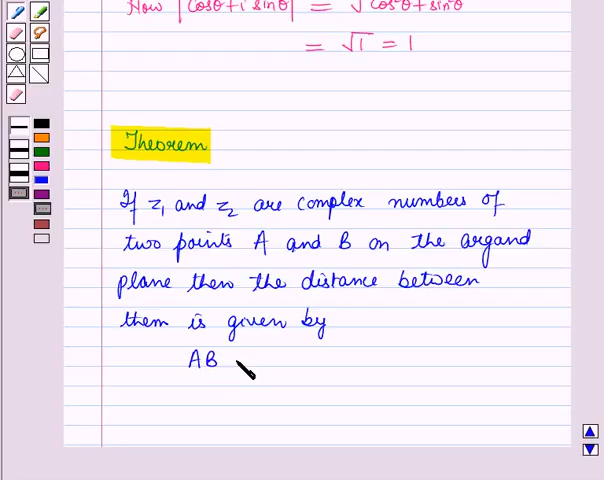 Now |cosθ+i sinθ| = √cos²θ+sin²θ
= √1 = 1
Theorem
If z₁ and z₂ are complex numbers of
two points A and B on the argand
plane then the distance between
them is given by
AB